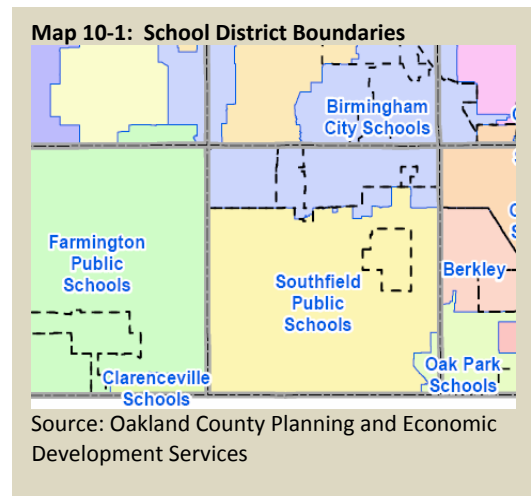 Map 10-1:  School District Boundaries
Birmingham
City Schools
Farmington
Public
Schools
Southfield
Public
Schools
Berkley
Clarenceville
Schools
Oak Park
Schools
Source: Oakland County Planning and Economic
Development Services